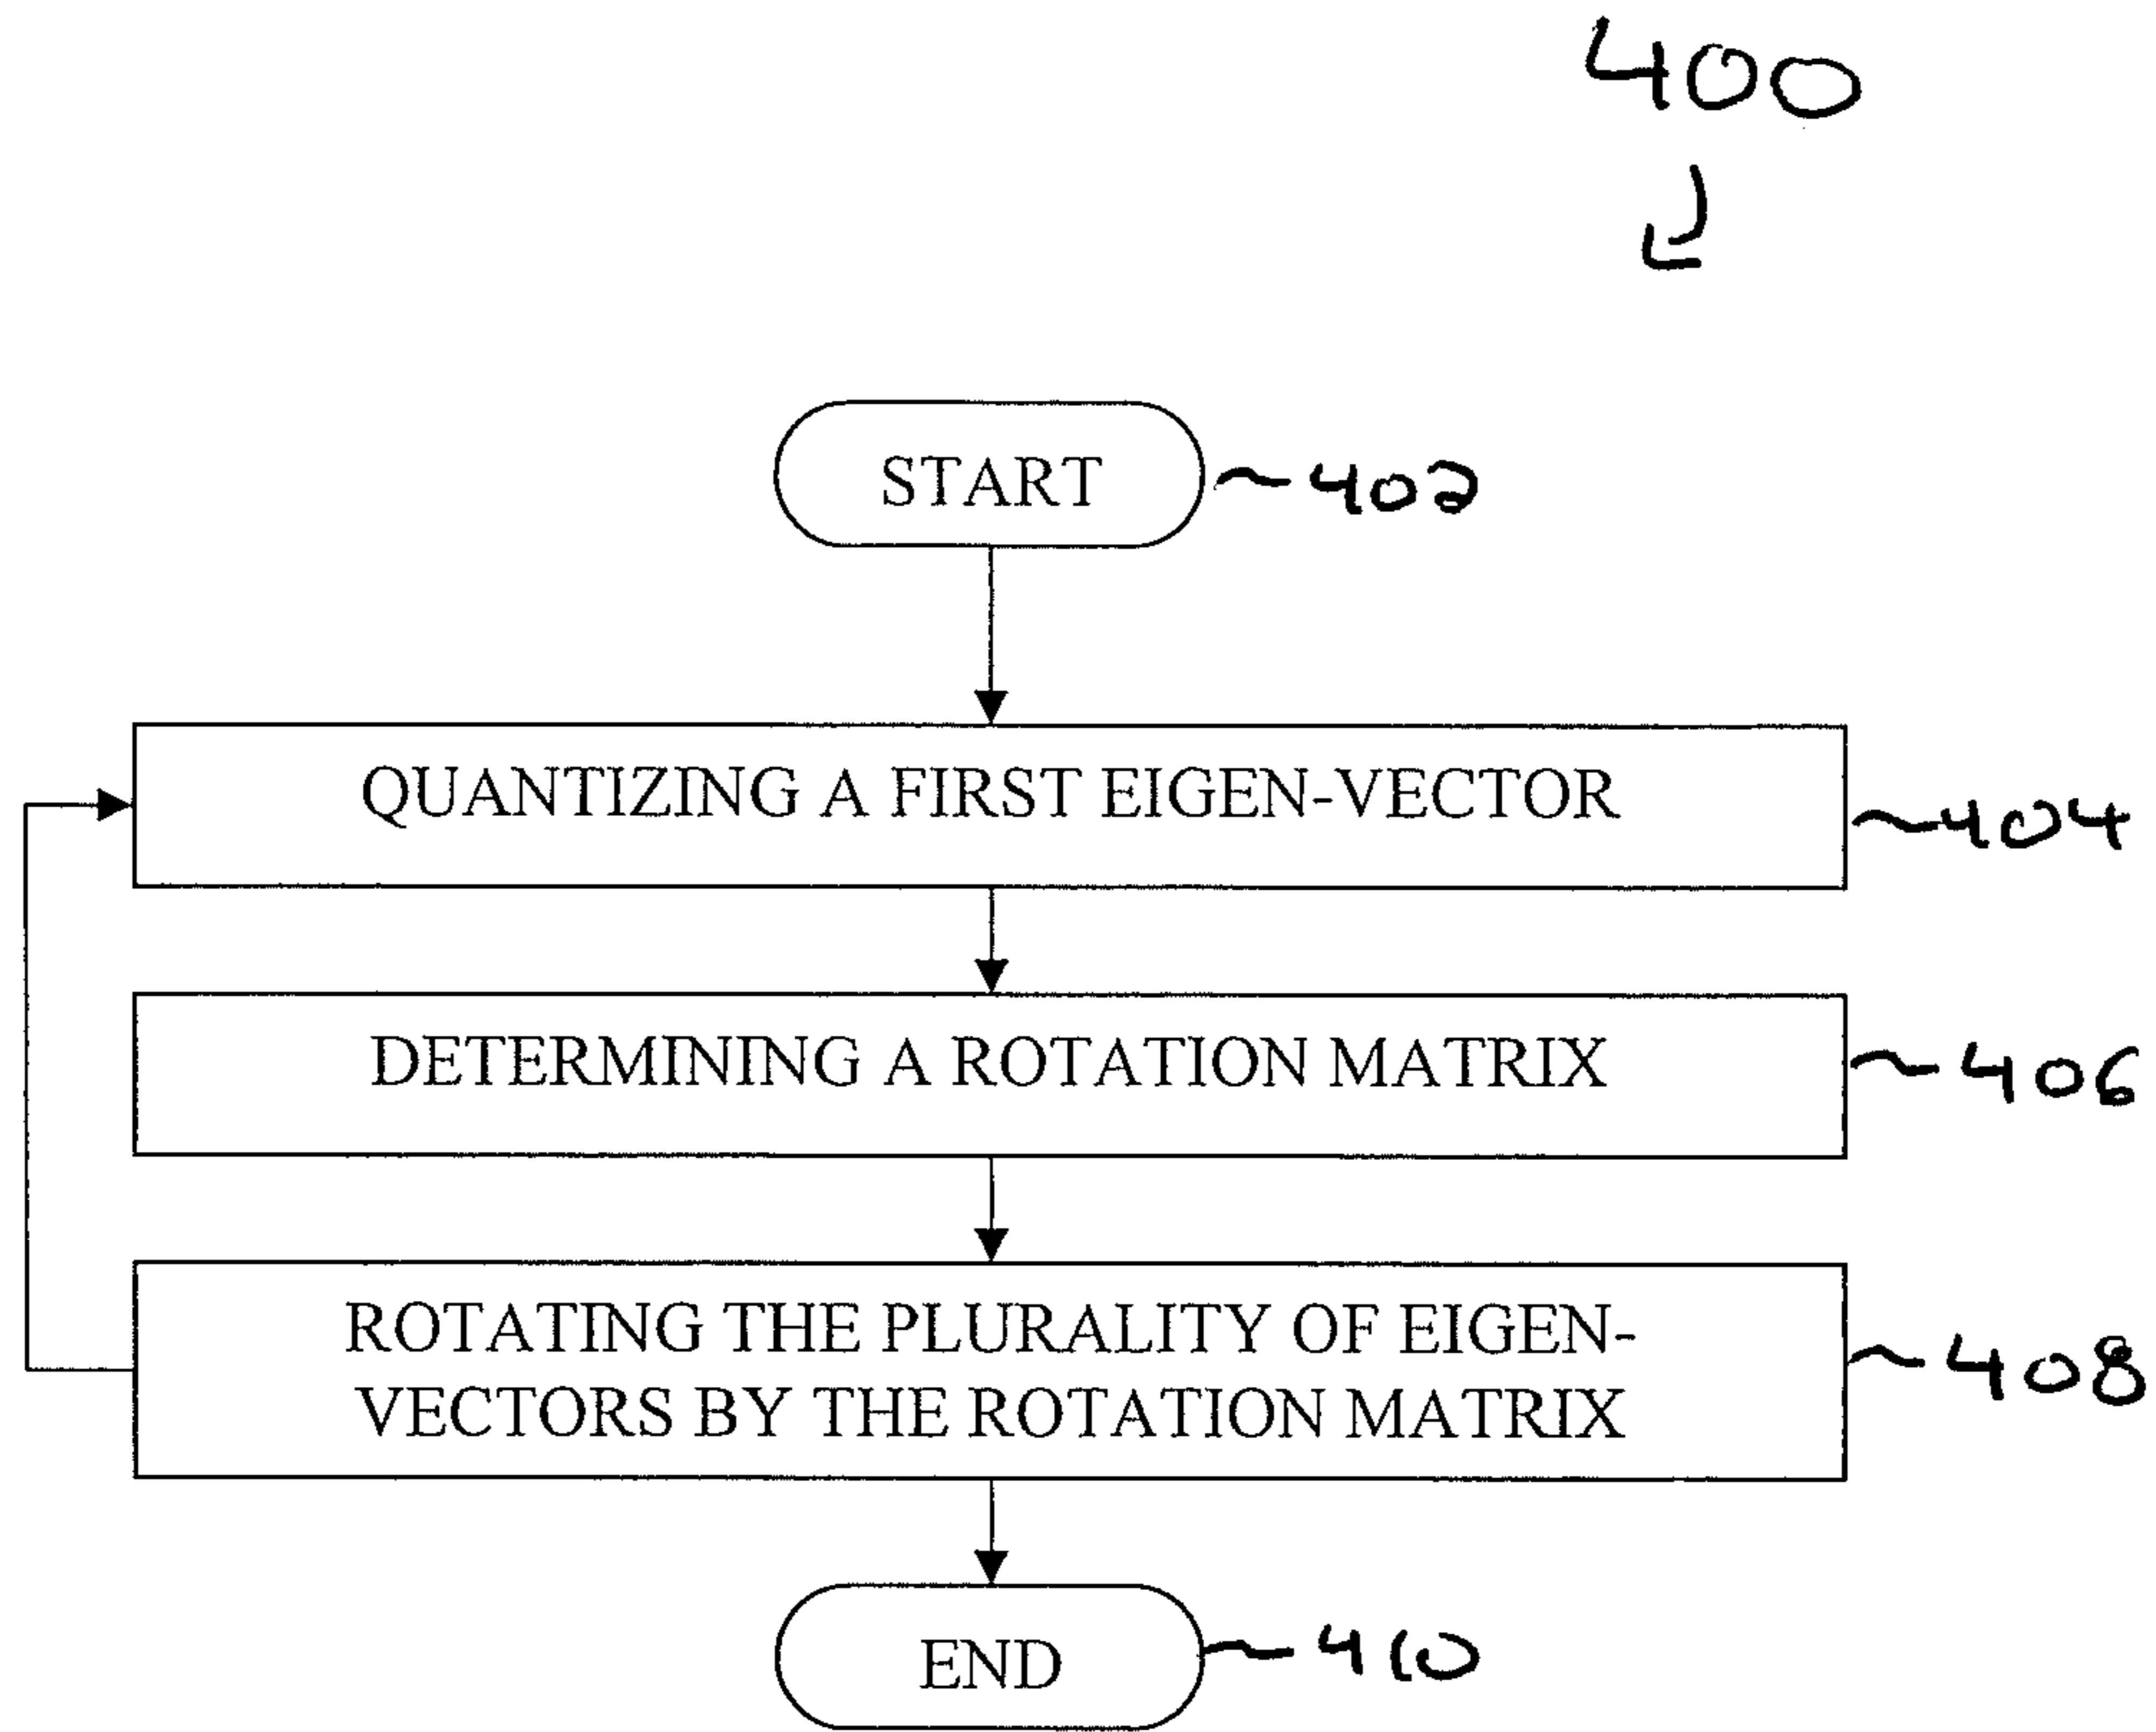 400
START ~402
QUANTIZING A FIRST EIGEN-VECTOR ~404
DETERMINING A ROTATION MATRIX ~406
ROTATING THE PLURALITY OF EIGEN-
VECTORS BY THE ROTATION MATRIX ~408
END ~410